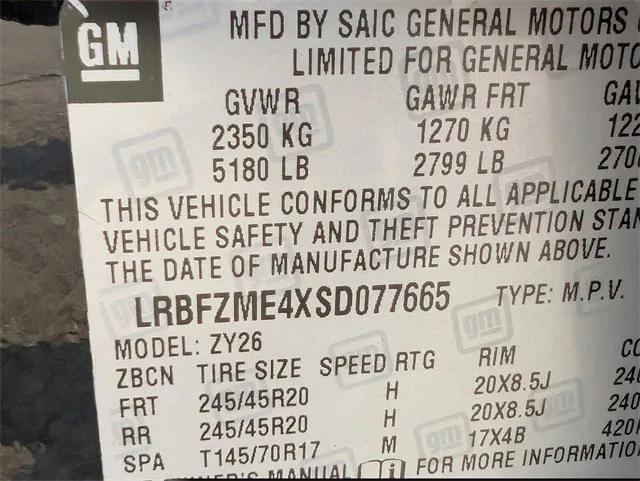 GM
MFD BY SAIC GENERAL MOTORS
LIMITED FOR GENERAL
GVWR GAWR FRT
2350 KG 1270 KG
5180 LB 2799 LB
THIS VEHICLE CONFORMS TO ALL APPLICABLE
VEHICLE SAFETY AND THEFT PREVENTION
THE DATE OF MANUFACTURE SHOWN ABOVE.
LRBFZME4XSD077665 TYPE: M.P.V.
MODEL: ZY26
ZBCN TIRE SIZE SPEED RTG RIM
FRT 245/45R20 H 20X8.5J
RR 245/45R20 H 20X8.5J
SPA T145/70R17 M 17X4B
MANUAL FOR MORE